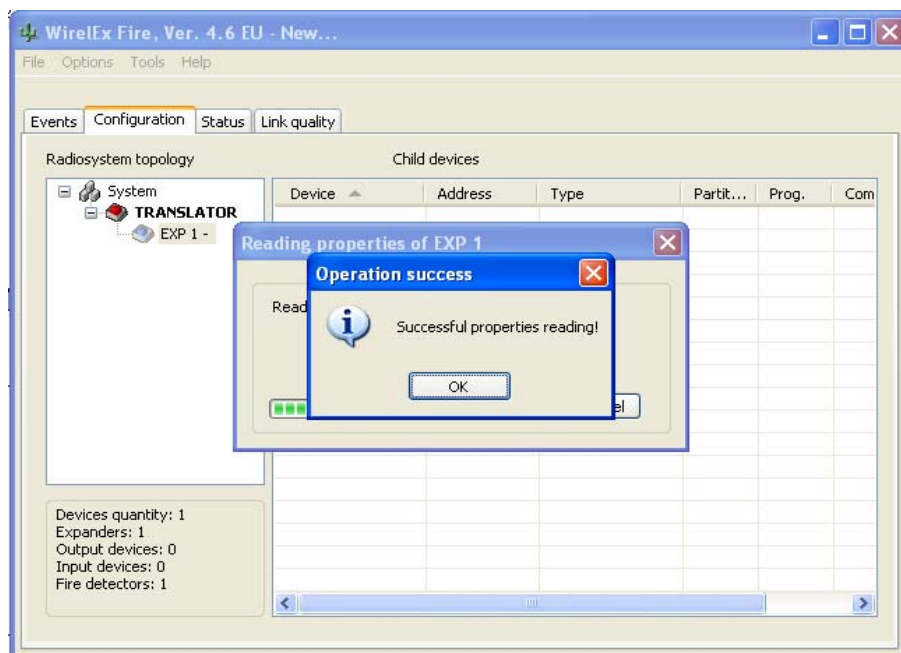 WirelEx Fire, Ver. 4.6 EU - New...
File Options Tools Help
Events Configuration Status Link quality
Radiosystem topology Child devices
System
TRANSLATOR
EXP 1 -
Device Address Type Partit... Prog. Com
Reading properties of EXP 1
Operation success
Read
Successful properties reading!
OK
el
Devices quantity: 1
Expanders: 1
Output devices: 0
Input devices: 0
Fire detectors: 1